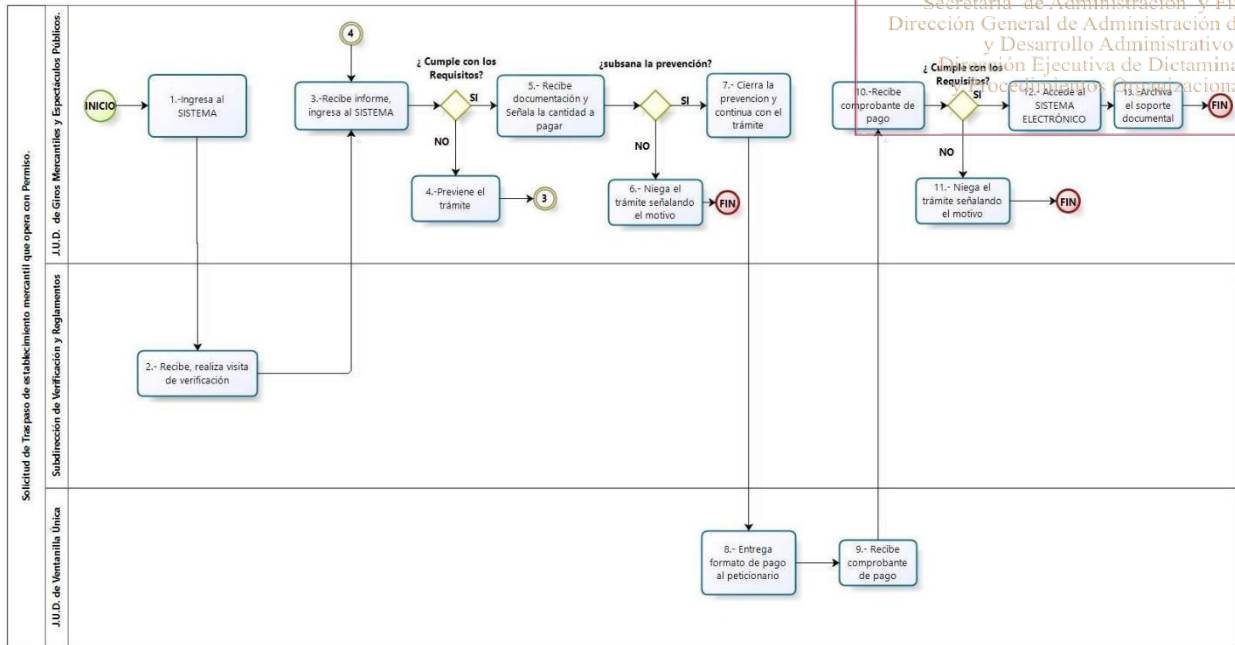 Solicitud de Traspaso de establecimiento mercantil que opera con Permiso.
J.U.D. de Giros Mercantiles y Espectáculos Públicos.
Secretaría de Administración y
Dirección General de Administración
y Desarrollo Administrativo
Ejecutiva de
y Procedimientos
INICIO
1.-Ingresa al
SISTEMA
4
3.-Recibe informe,
ingresa al SISTEMA
¿ Cumple con los
Requisitos?
SI
NO
4.-Previene el
trámite
3
5.- Recibe
documentación y
Señala la cantidad a
pagar
¿subsana la prevención?
SI
NO
6.- Niega el
trámite señalando
el motivo
FIN
7.- Cierra la
prevencion y
continua con el
trámite
10.-Recibe
comprobante de
pago
¿ Cumple con los
Requisitos?
SI
NO
11.- Niega el
trámite señalando
el motivo
FIN
12.- Accede al
SISTEMA
ELECTRÓNICO
13.-Archiva
el soporte
documental
FIN
Subdirección de Verificación y Reglamentos
2.- Recibe, realiza visita
de verificación
J.U.D. de Ventanilla Única
8.- Entrega
formato de pago
al peticionario
9.- Recibe
comprobante
de pago